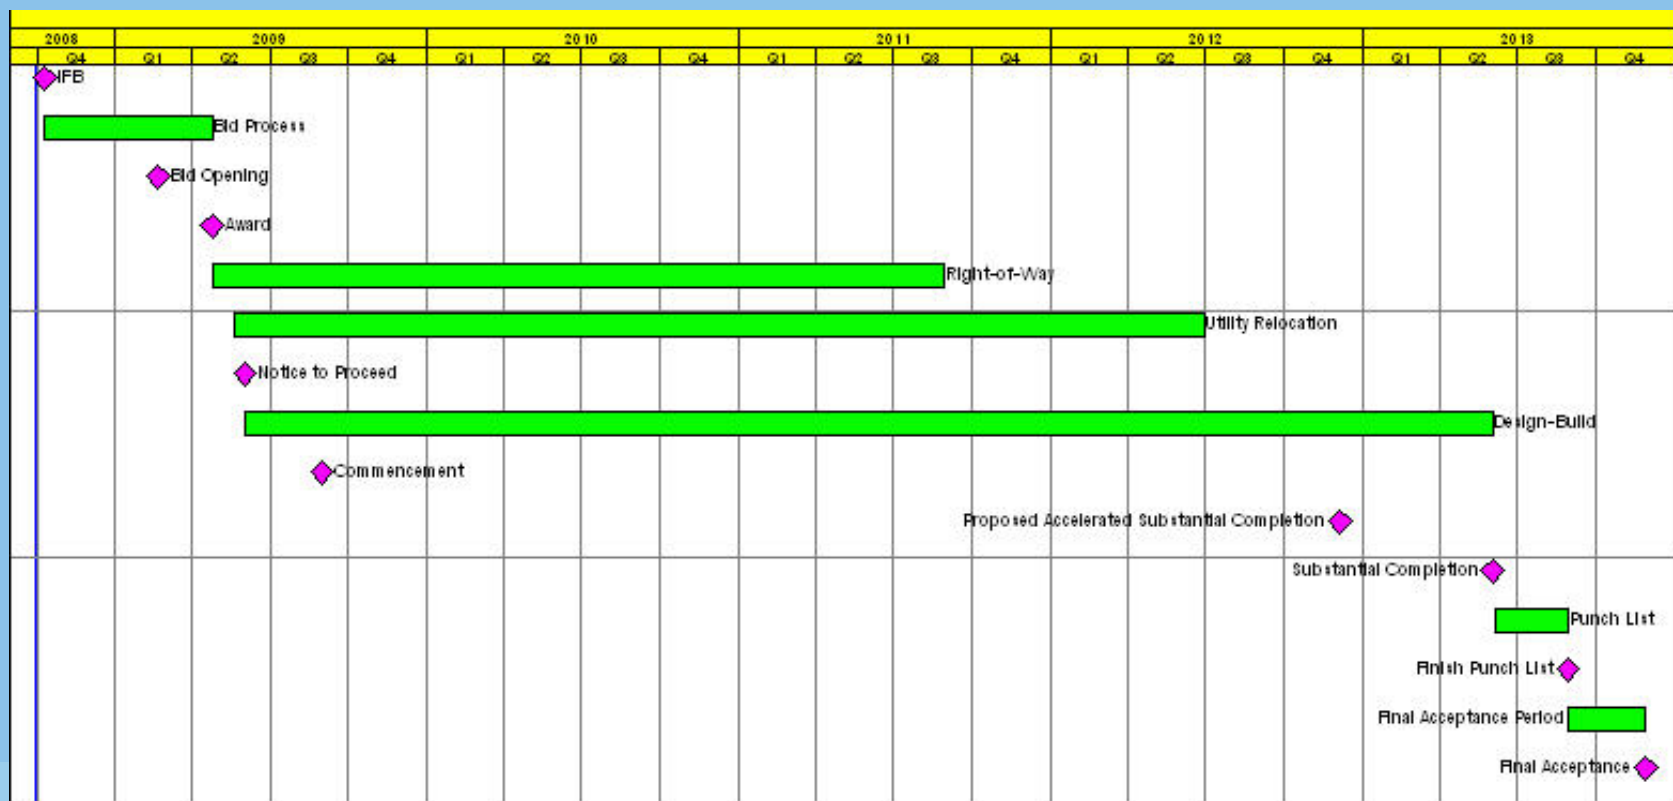 2008 2009 2010 2011 2012 2013
Q4 Q1 Q2 Q3 Q4 Q1 Q2 Q3 Q4 Q1 Q2 Q3 Q4 Q1 Q2 Q3 Q4 Q1 Q2 Q3 Q4
IFB
Bid Process
Bid Opening
Award
Right-of-Way
Utility Relocation
Notice to Proceed
Design-Build
Commencement
Proposed Accelerated Substantial Completion
Substantial Completion
Punch List
Finish Punch List
Final Acceptance Period
Final Acceptance